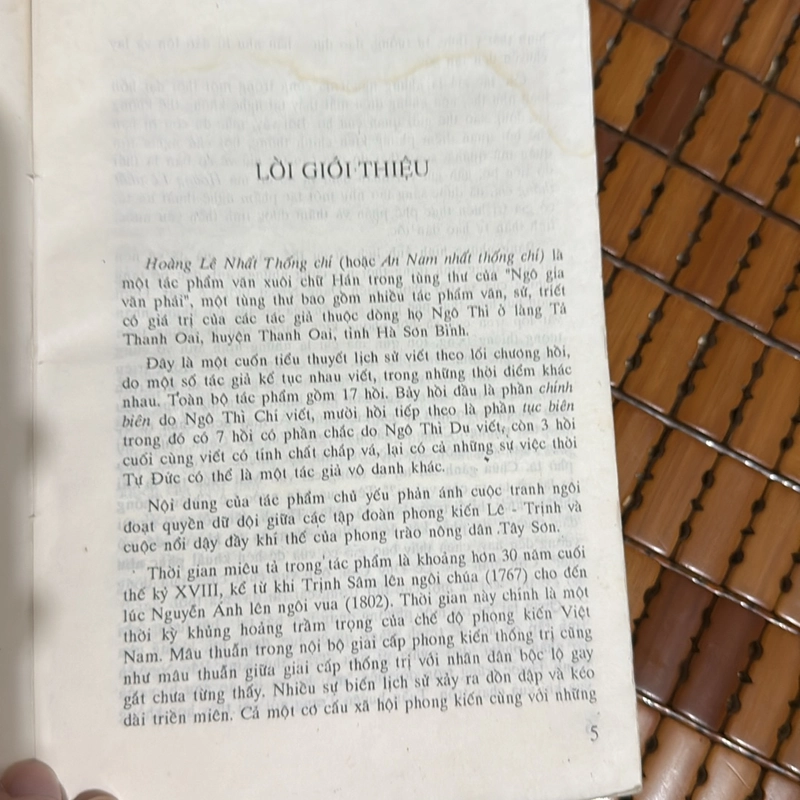 LỜI GIỚI THIỆU
Hoàng Lê Nhất Thống chí (hoặc An Nam nhất thống chí) là
một tác phẩm văn xuôi chữ Hán trong tùng thư của "Ngô gia
văn phái", một tùng thư bao gồm nhiều tác phẩm văn, sử, triết
có giá trị của các tác giả thuộc dòng họ Ngô Thì ở làng Tả
Thanh Oai, huyện Thanh Oai, tỉnh Hà Sơn Bình.
Đây là một cuốn tiểu thuyết lịch sử viết theo lối chương hồi,
do một số tác giả kế tục nhau viết, trong những thời điểm khác
nhau. Toàn bộ tác phẩm gồm 17 hồi. Bảy hồi đầu là phần chính
biên do Ngô Thì Chí viết, mười hồi tiếp theo là phần tục biên
trong đó có 7 hồi có phần chắc do Ngô Thì Du viết, còn 3 hồi
cuối cùng viết có tính chất chắp vá, lại có cả những sự việc thời
Tự Đức có thể là một tác giả vô danh khác.
Nội dung của tác phẩm chủ yếu phản ánh cuộc tranh ngôi
đoạt quyền dữ dội giữa các tập đoàn phong kiến Lê - Trịnh và
cuộc nổi dậy đầy khí thế của phong trào nông dân Tây Sơn.
Thời gian miêu tả trong tác phẩm là khoảng hơn 30 năm cuối
thế kỷ XVIII, kể từ khi Trịnh Sâm lên ngôi chúa (1767) cho đến
lúc Nguyễn Ánh lên ngôi vua (1802). Thời gian này chính là một
thời kỳ khủng hoảng trầm trọng của chế độ phong kiến Việt
Nam. Mâu thuẫn trong nội bộ giai cấp phong kiến thống trị cũng
như mâu thuẫn giữa giai cấp thống trị với nhân dân bộc lộ gay
gắt chưa từng thấy. Nhiều sự biến lịch sử xảy ra dồn dập và kéo
dài triền miên. Cả một cơ cấu xã hội phong kiến cùng với những
5